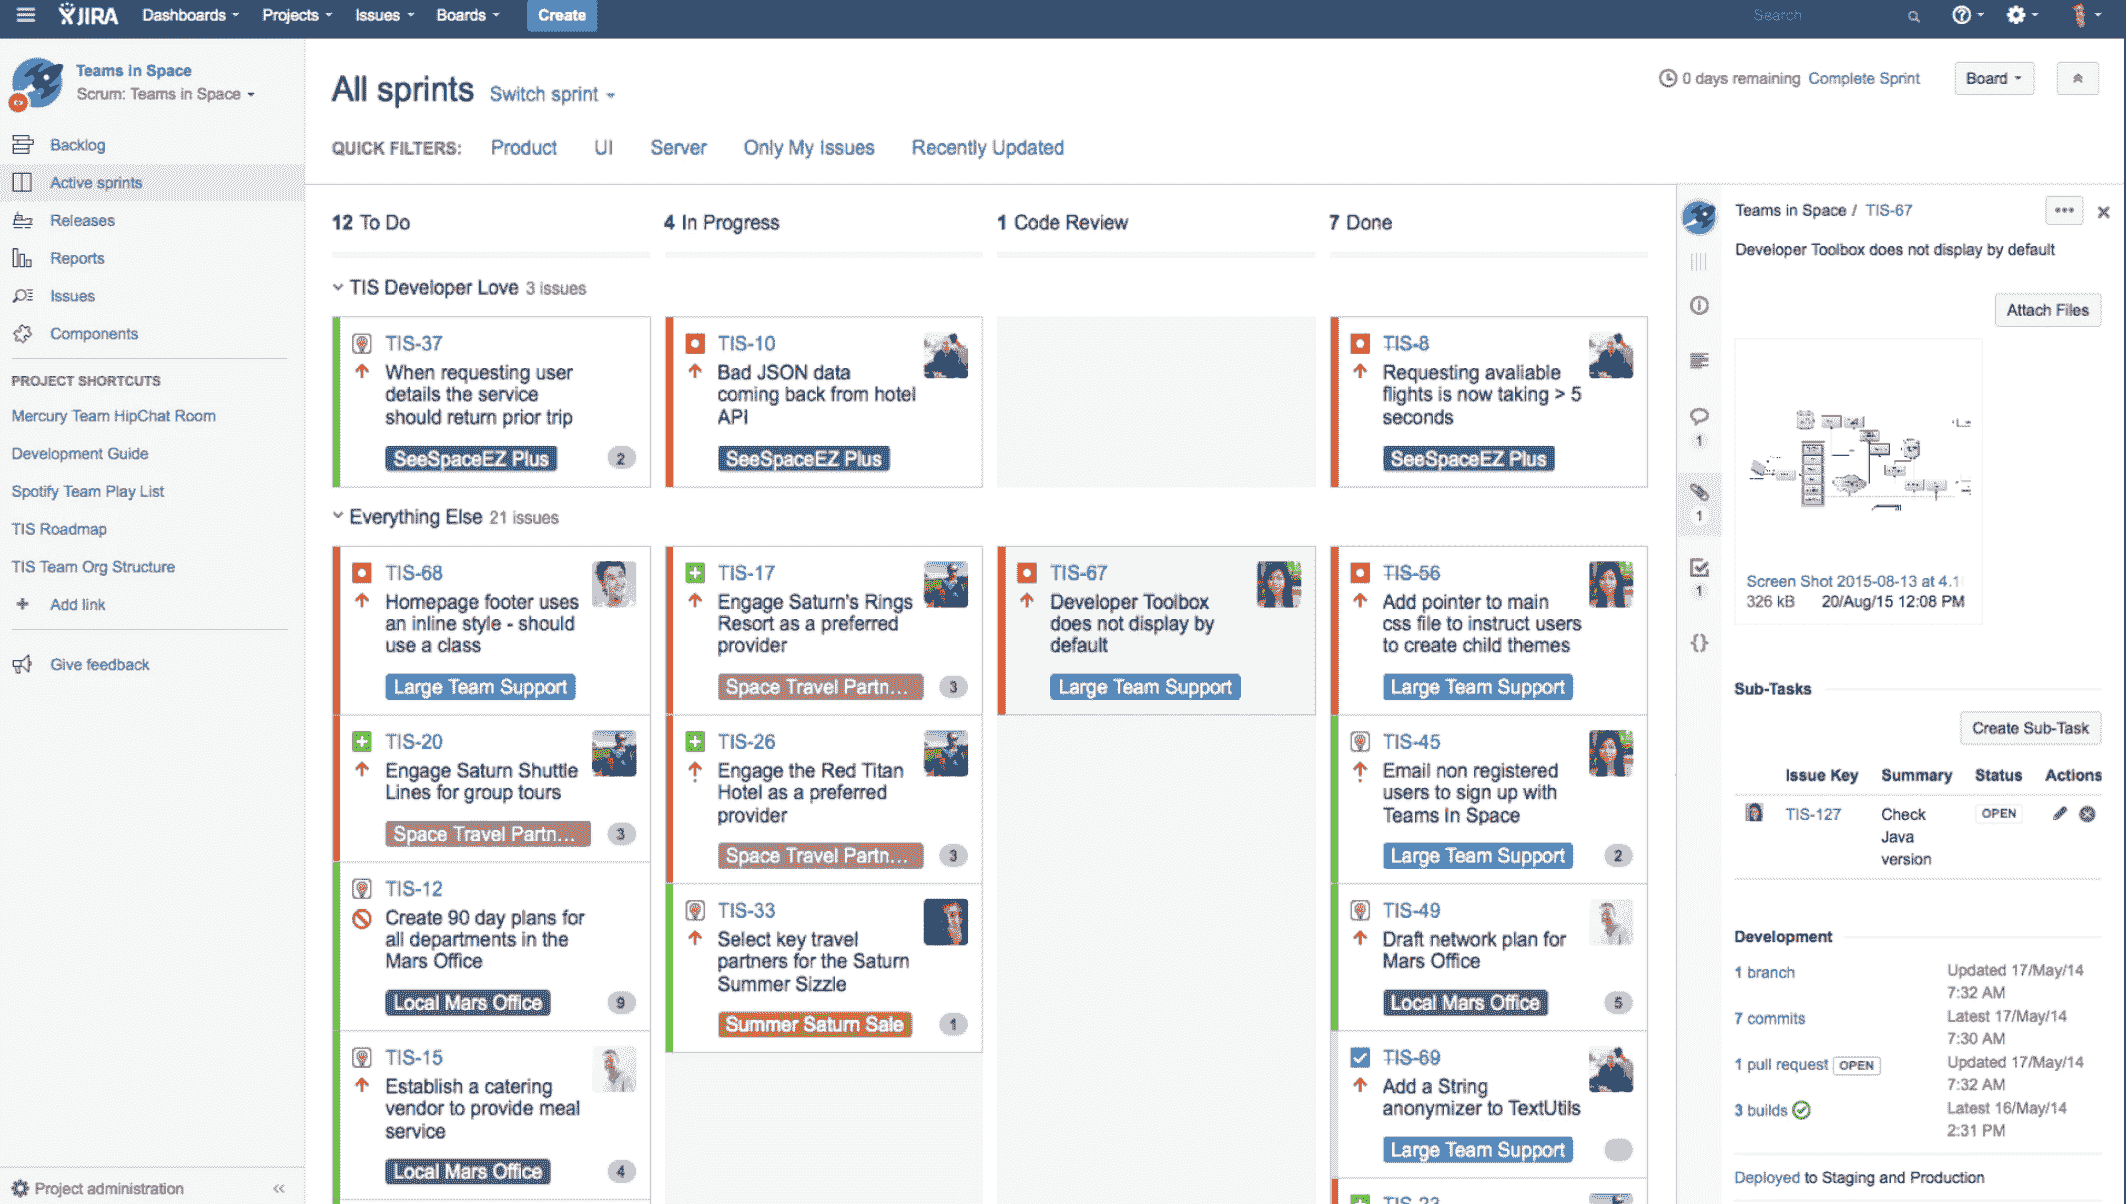 JIRA Dashboards Projects Issues Boards Create Search
Teams in Space
Scrum: Teams in Space
Backlog
Active sprints
Releases
Reports
Issues
Components
PROJECT SHORTCUTS
Mercury Team HipChat Room
Development Guide
Spotify Team Play List
TIS Roadmap
TIS Team Org Structure
Add link
Give feedback
Project administration
All sprints Switch sprint
0 days remaining Complete Sprint Board
QUICK FILTERS: Product UI Server Only My Issues Recently Updated
12 To Do
4 In Progress
1 Code Review
7 Done
TIS Developer Love 3 issues
TIS-37
When requesting user
details the service
should return prior trip
SeeSpaceEZ Plus 2
TIS-10
Bad JSON data
coming back from hotel
API
SeeSpaceEZ Plus
TIS-8
Requesting avaliable
flights is now taking > 5
seconds
SeeSpaceEZ Plus
Everything Else 21 issues
TIS-68
Homepage footer uses
an inline style - should
use a class
Large Team Support
TIS-20
Engage Saturn Shuttle
Lines for group tours
Space Travel Partn... 3
TIS-12
Create 90 day plans for
all departments in the
Mars Office
Local Mars Office 9
TIS-15
Establish a catering
vendor to provide meal
service
Local Mars Office 4
TIS-17
Engage Saturn's Rings
Resort as a preferred
provider
Space Travel Partn... 3
TIS-26
Engage the Red Titan
Hotel as a preferred
provider
Space Travel Partn... 3
TIS-33
Select key travel
partners for the Saturn
Summer Sizzle
Summer Saturn Sale 1
TIS-67
Developer Toolbox
does not display by
default
Large Team Support
TIS-56
Add pointer to main
css file to instruct users
to create child themes
Large Team Support
TIS-45
Email non registered
users to sign up with
Teams In Space
Large Team Support 2
TIS-49
Draft network plan for
Mars Office
Local Mars Office 5
TIS-69
Add a String
anonymizer to TextUtils
Large Team Support
TIS-23
Teams in Space / TIS-67
Developer Toolbox does not display by default
Attach Files
1
1
1
Screen Shot 2015-08-13 at 4.1
326 kB 20/Aug/15 12:08 PM
Sub-Tasks
Create Sub-Task
Issue Key Summary Status Actions
TIS-127 Check OPEN
Java
version
Development
1 branch Updated 17/May/14
7:32 AM
7 commits Latest 17/May/14
7:30 AM
1 pull request OPEN Updated 17/May/14
7:32 AM
3 builds Latest 16/May/14
2:31 PM
Deployed to Staging and Production